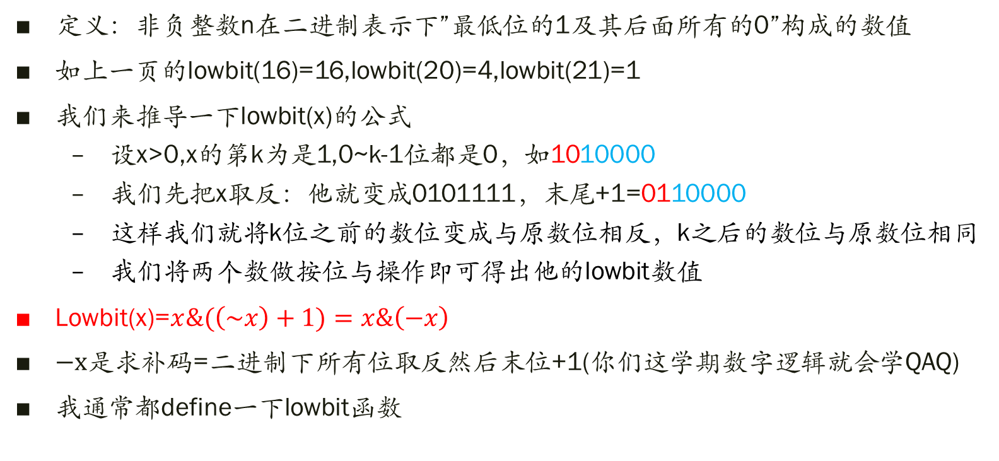 ■ 定义：非负整数n在二进制表示下”最低位的1及其后面所有的0”构成的数值
■ 如上一页的lowbit(16)=16,lowbit(20)=4,lowbit(21)=1
■ 我们来推导一下lowbit(x)的公式
– 设x>0,x的第k为是1,0~k-1位都是0，如1010000
– 我们先把x取反：他就变成0101111，末尾+1=0110000
– 这样我们就将k位之前的数位变成与原数位相反，k之后的数位与原数位相同
– 我们将两个数做按位与操作即可得出他的lowbit数值
■ Lowbit(x)=x&((~x) + 1) = x&(−x)
■ −x是求补码=二进制下所有位取反然后末位+1(你们这学期数字逻辑就会学QAQ)
■ 我通常都define一下lowbit函数